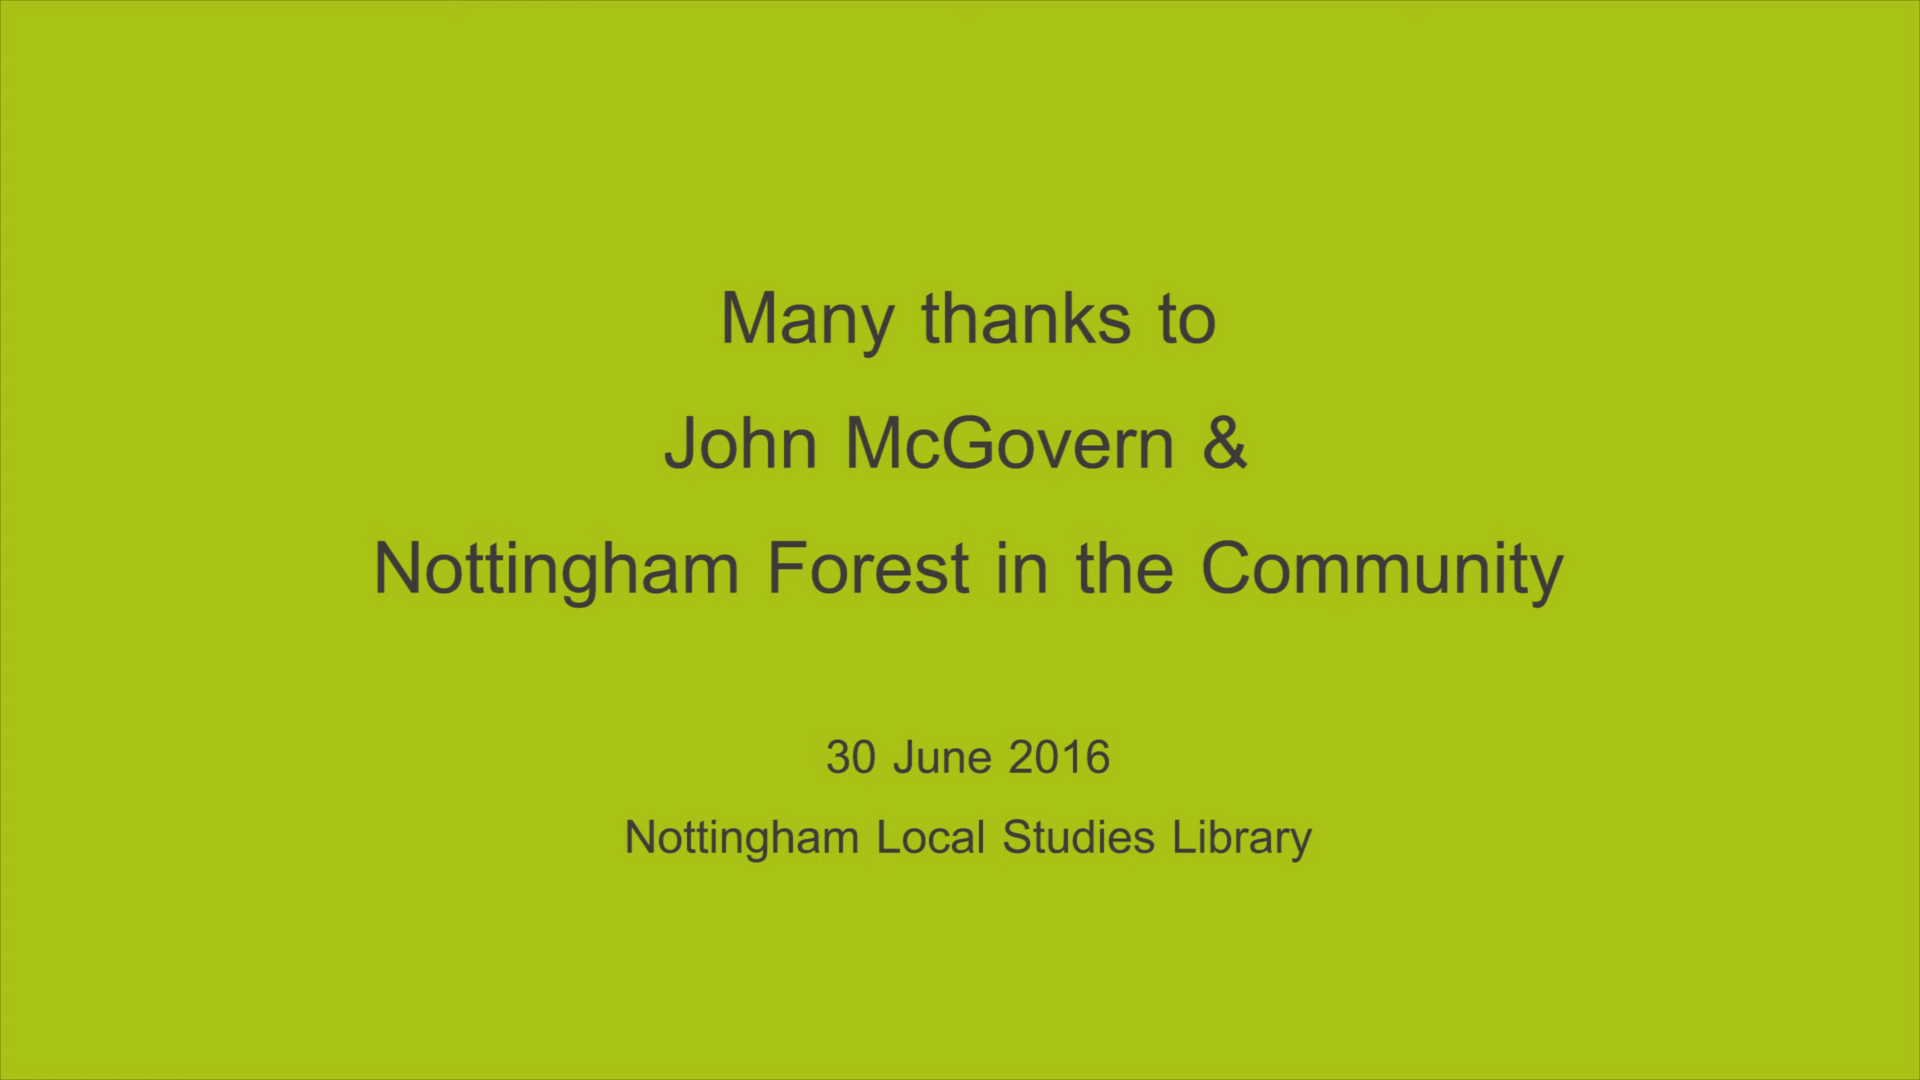 Many thanks to
John McGovern &
Nottingham Forest in the Community
30 June 2016
Nottingham Local Studies Library